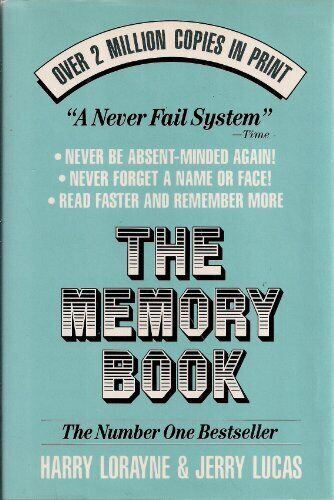 OVER 2 MILLION COPIES IN PRINT
"A Never Fail System"
—Time
• NEVER BE ABSENT-MINDED AGAIN!
• NEVER FORGET A NAME OR FACE!
• READ FASTER AND REMEMBER MORE
THE
MEMORY
BOOK
The Number One Bestseller
HARRY LORAYNE & JERRY LUCAS